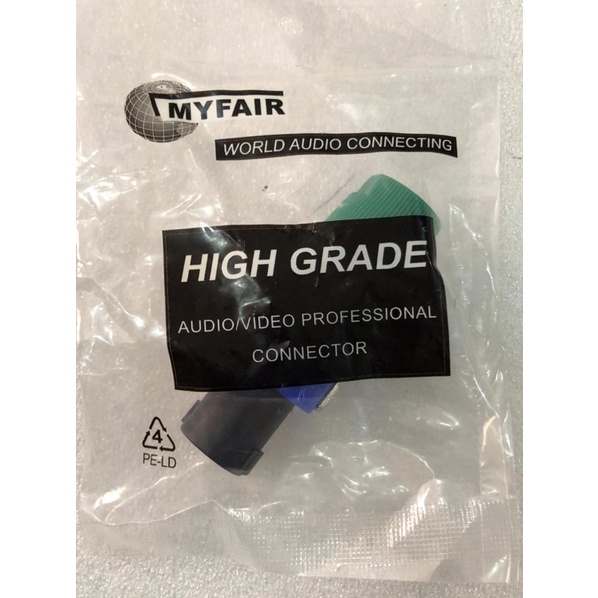 MYFAIR
WORLD AUDIO CONNECTING
HIGH GRADE
AUDIO/VIDEO PROFESSIONAL
CONNECTOR
4
PE-LD